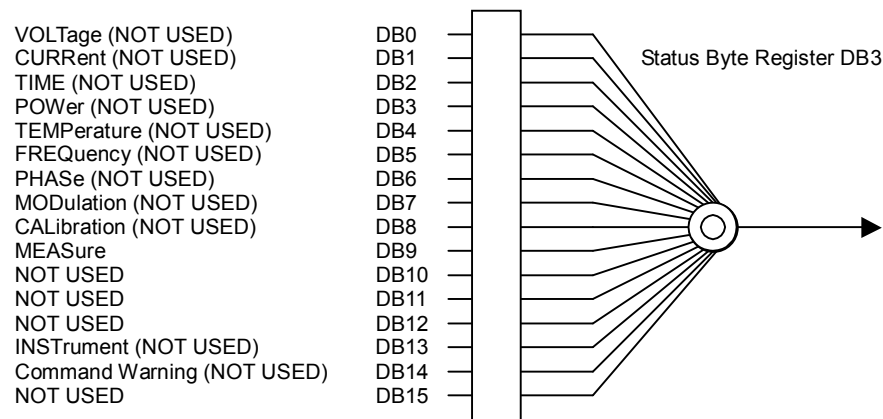 VOLTage (NOT USED) DB0
CURRent (NOT USED) DB1 Status Byte Register DB3
TIME (NOT USED) DB2
POWer (NOT USED) DB3
TEMPerature (NOT USED) DB4
FREQuency (NOT USED) DB5
PHASe (NOT USED) DB6
MODulation (NOT USED) DB7
CALibration (NOT USED) DB8
MEASure DB9
NOT USED DB10
NOT USED DB11
NOT USED DB12
INSTrument (NOT USED) DB13
Command Warning (NOT USED) DB14
NOT USED DB15